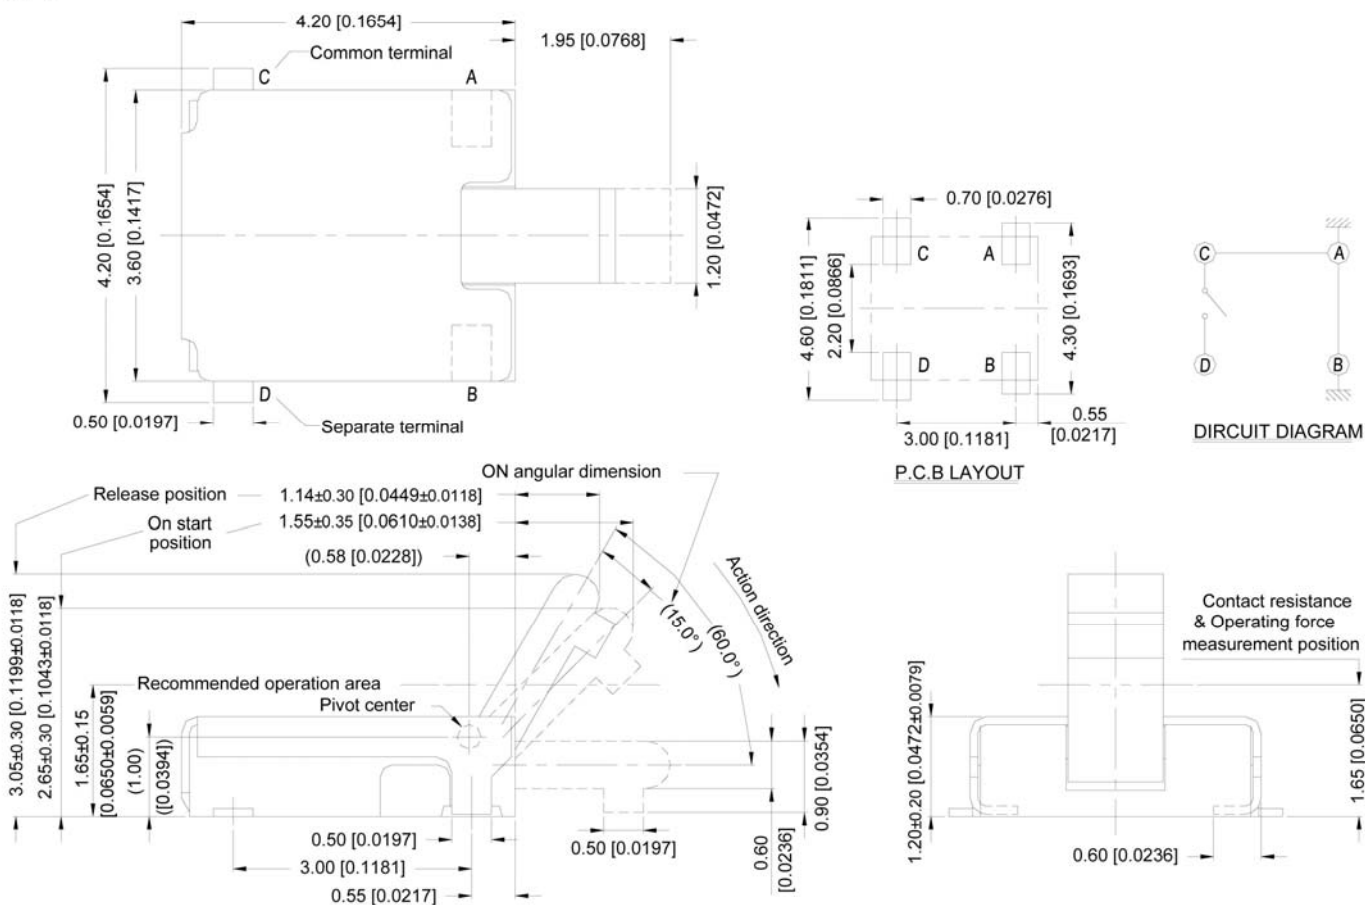 4.20 [0.1654]
1.95 [0.0768]
Common terminal
C
A
4.20 [0.1654]
3.60 [0.1417]
1.20 [0.0472]
D
B
0.50 [0.0197]
Separate terminal
0.70 [0.0276]
C
A
4.60 [0.1811]
2.20 [0.0866]
4.30 [0.1693]
D
B
0.55
[0.0217]
3.00 [0.1181]
P.C.B LAYOUT
C
A
D
B
DIRCUIT DIAGRAM
ON angular dimension
Release position
1.14±0.30 [0.0449±0.0118]
On start
position
1.55±0.35 [0.0610±0.0138]
(0.58 [0.0228])
Action direction
(15.0°)
(60.0°)
Recommended operation area
Pivot center
3.05±0.30 [0.1199±0.0118]
2.65±0.30 [0.1043±0.0118]
1.65±0.15
[0.0650±0.0059]
(1.00)
([0.0394])
0.90 [0.0354]
0.60
[0.0236]
0.50 [0.0197]
0.50 [0.0197]
3.00 [0.1181]
0.55 [0.0217]
Contact resistance
& Operating force
measurement position
1.20±0.20 [0.0472±0.0079]
1.65 [0.0650]
0.60 [0.0236]